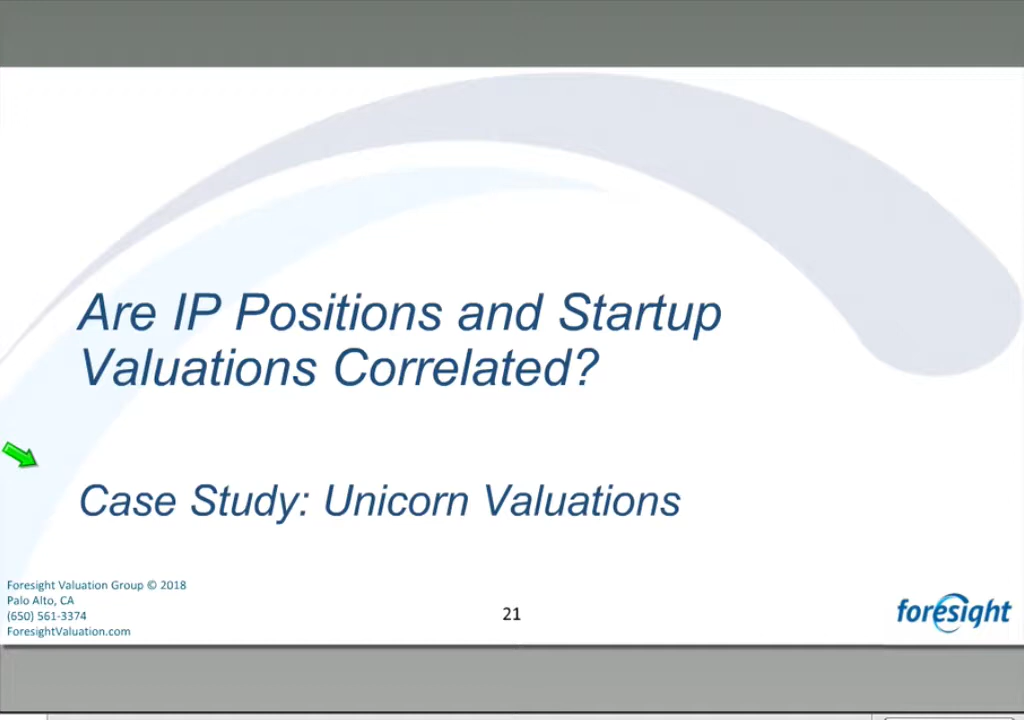 Are IP Positions and Startup
Valuations Correlated?
Case Study: Unicorn Valuations
Foresight Valuation Group © 2018
Palo Alto, CA
(650) 561-3374
ForesightValuation.com
21
foresight